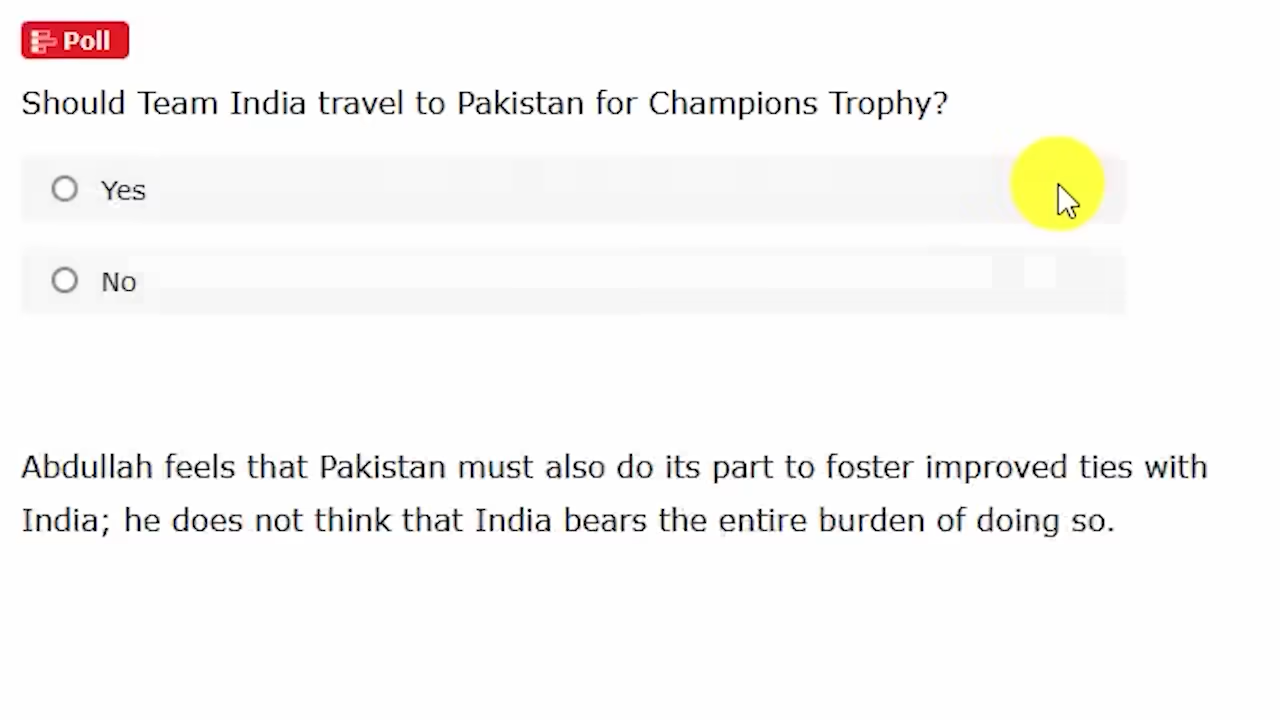 Poll
Should Team India travel to Pakistan for Champions Trophy?
Yes
No
Abdullah feels that Pakistan must also do its part to foster improved ties with
India; he does not think that India bears the entire burden of doing so.